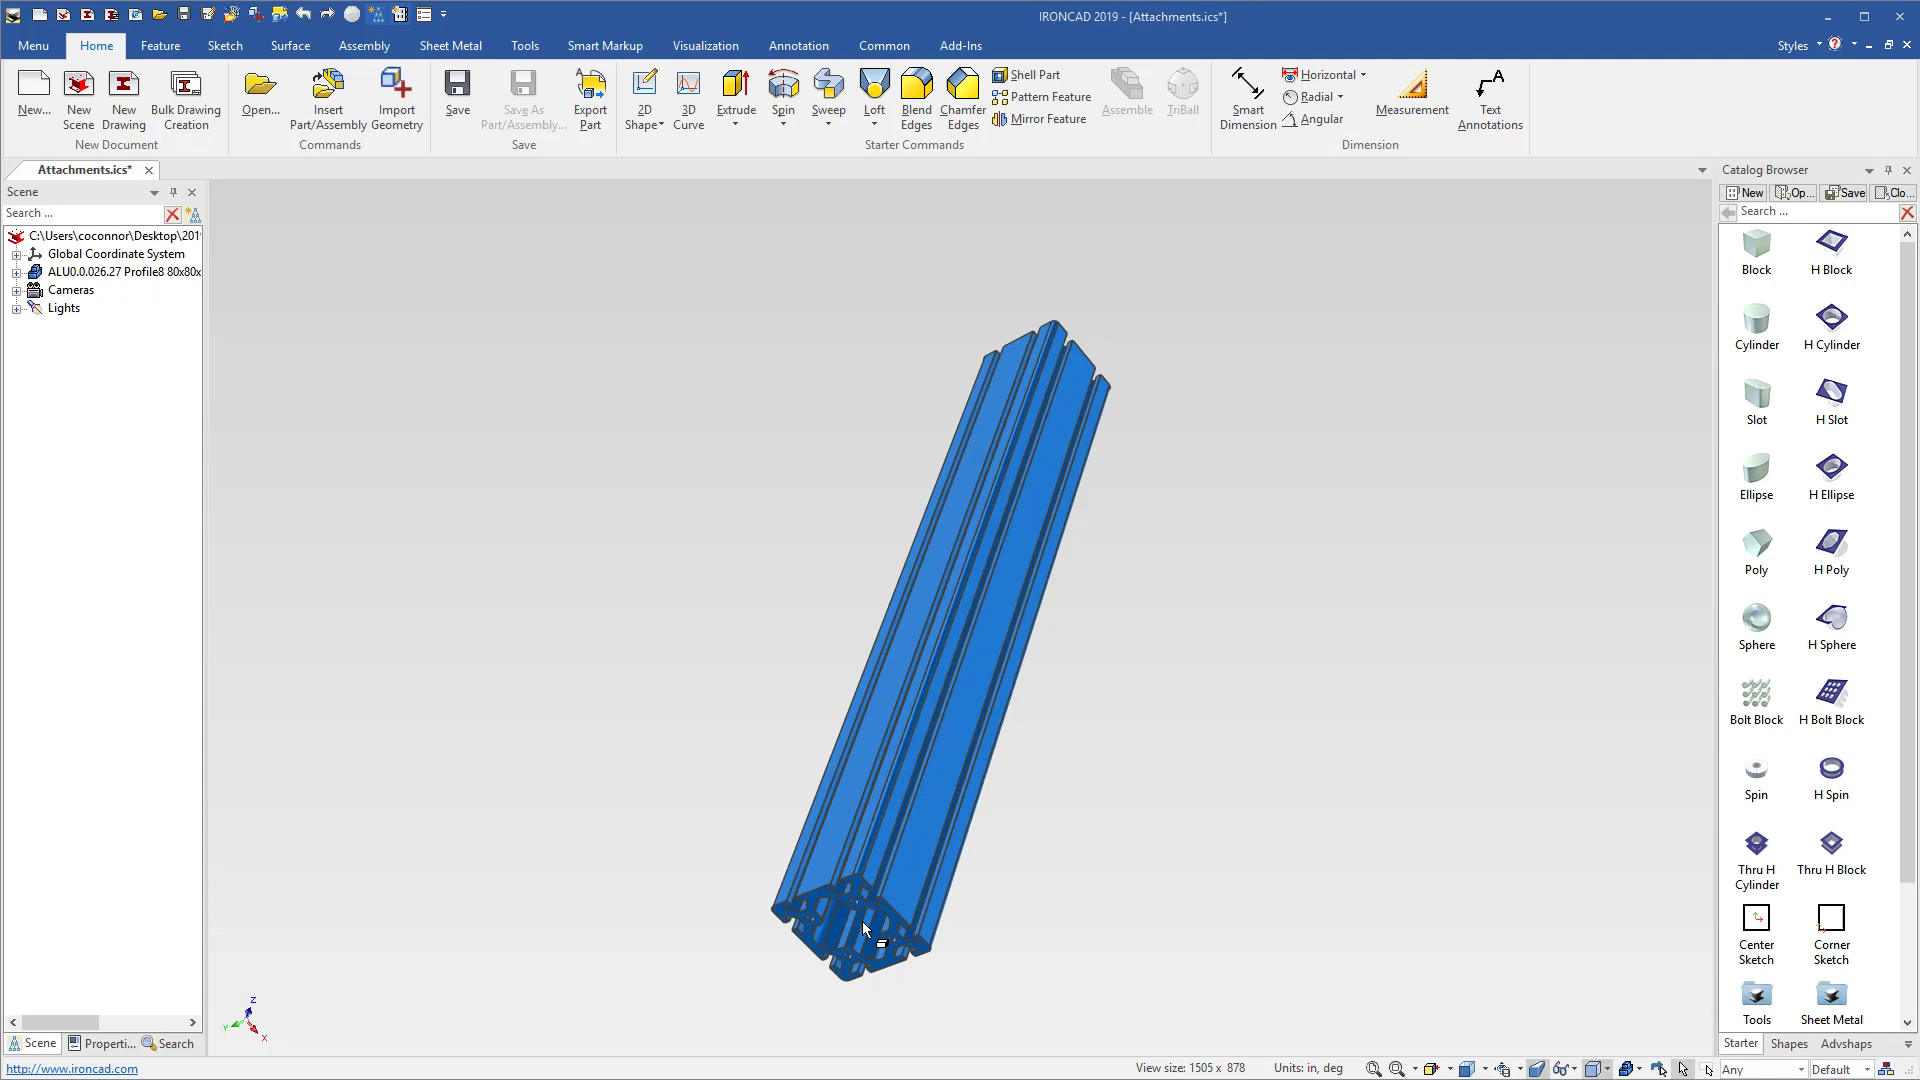 IRONCAD 2019 - [Attachments.ics*]
Menu Home Feature Sketch Surface Assembly Sheet Metal Tools Smart Markup Visualization Annotation Common Add-Ins Styles
New... New Scene New Drawing Bulk Drawing Creation Open... Insert Part/Assembly Import Geometry Save Save As Part/Assembly... Export Part 2D Shape 3D Curve Extrude Spin Sweep Loft Blend Edges Chamfer Edges Shell Part Pattern Feature Mirror Feature Assemble TriBall Smart Dimension Horizontal Radial Angular Measurement Text Annotations
New Document Commands Save Starter Commands Dimension
Attachments.ics*
Scene
Search ...
C:\Users\coconnor\Desktop\201
Global Coordinate System
ALU0.0.026.27 Profile8 80x80x
Cameras
Lights
Z
Y
X
Scene Properti... Search
Catalog Browser
New Op... Save Clo...
Search ...
Block H Block
Cylinder H Cylinder
Slot H Slot
Ellipse H Ellipse
Poly H Poly
Sphere H Sphere
Bolt Block H Bolt Block
Spin H Spin
Thru H Cylinder Thru H Block
Center Sketch Corner Sketch
Tools Sheet Metal
Starter Shapes Advshaps
http://www.ironcad.com View size: 1505 x 878 Units: in, deg Any Default